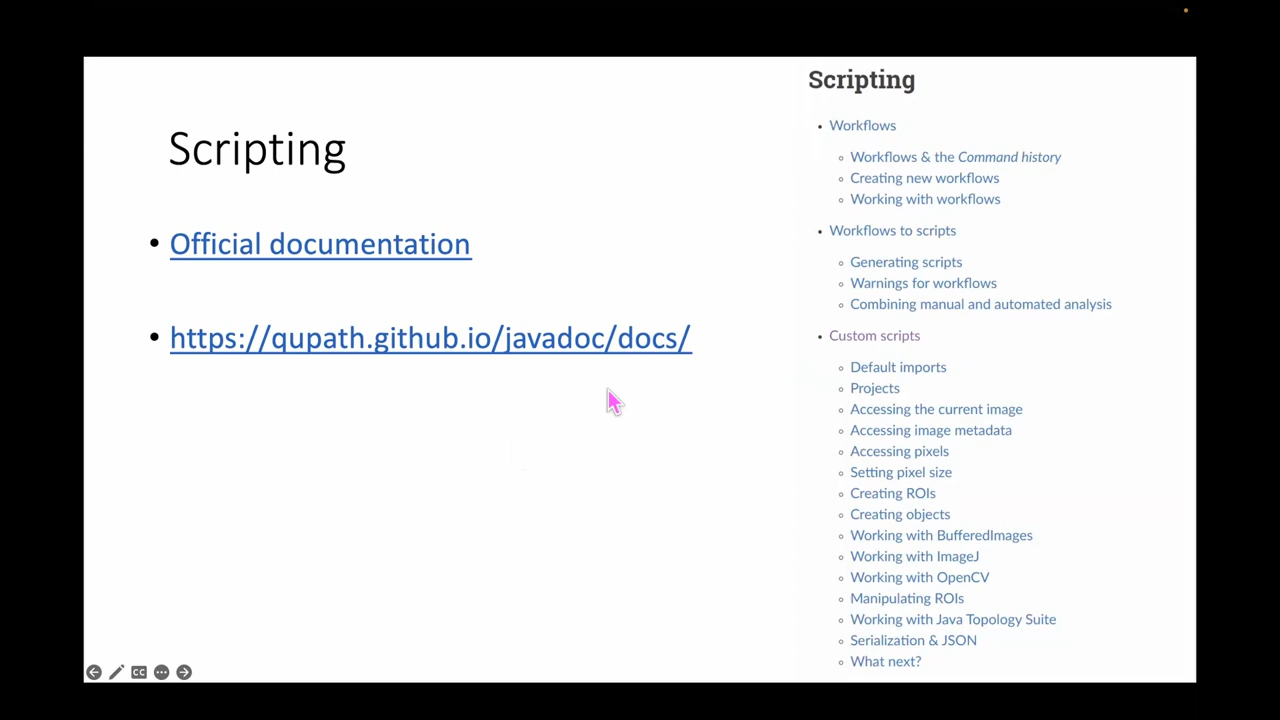 Scripting
• Official documentation
• https://qupath.github.io/javadoc/docs/
Scripting
• Workflows
◦ Workflows & the Command history
◦ Creating new workflows
◦ Working with workflows
• Workflows to scripts
◦ Generating scripts
◦ Warnings for workflows
◦ Combining manual and automated analysis
• Custom scripts
◦ Default imports
◦ Projects
◦ Accessing the current image
◦ Accessing image metadata
◦ Accessing pixels
◦ Setting pixel size
◦ Creating ROIs
◦ Creating objects
◦ Working with BufferedImages
◦ Working with ImageJ
◦ Working with OpenCV
◦ Manipulating ROIs
◦ Working with Java Topology Suite
◦ Serialization & JSON
◦ What next?
CC